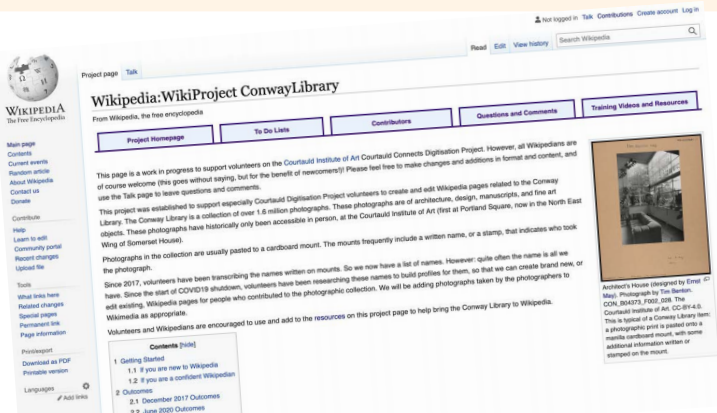 Not logged in Talk Contributions Create account Log in
Project page Talk
Read Edit View history Search Wikipedia
WIKIPEDIA
The Free Encyclopedia
Wikipedia:WikiProject ConwayLibrary
From Wikipedia, the free encyclopedia
Project Homepage
To Do Lists
Contributors
Questions and Comments
Training Videos and Resources
Main page
Contents
Current events
Random article
About Wikipedia
Contact us
Donate
Contribute
Help
Learn to edit
Community portal
Recent changes
Upload file
Tools
What links here
Related changes
Special pages
Permanent link
Page information
Print/export
Download as PDF
Printable version
Languages
Add links
This page is a work in progress to support volunteers on the Courtauld Institute of Art Courtauld Connects Digitisation Project. However, all Wikipedians are
of course welcome (this goes without saying, but for the benefit of newcomers)! Please feel free to make changes and additions in format and content, and
use the Talk page to leave questions and comments.
This project was established to support especially Courtauld Digitisation Project volunteers to create and edit Wikipedia pages related to the Conway
Library. The Conway Library is a collection of over 1.6 million photographs. These photographs are of architecture, design, manuscripts, and fine art
objects. These photographs have historically only been accessible in person, at the Courtauld Institute of Art (first at Portland Square, now in the North East
Wing of Somerset House).
Photographs in the collection are usually pasted to a cardboard mount. The mounts frequently include a written name, or a stamp, that indicates who took
the photograph.
Since 2017, volunteers have been transcribing the names written on mounts. So we now have a list of names. However: quite often the name is all we
have. Since the start of COVID19 shutdown, volunteers have been researching these names to build profiles for them, so that we can create brand new, or
edit existing, Wikipedia pages for people who contributed to the photographic collection. We will be adding photographs taken by the photographers to
Wikimedia as appropriate.
Volunteers and Wikipedians are encouraged to use and add to the resources on this project page to help bring the Conway Library to Wikipedia.
Contents [hide]
1 Getting Started
1.1 If you are new to Wikipedia
1.2 If you are a confident Wikipedian
2 Outcomes
2.1 December 2017 Outcomes
2.2 June 2020 Outcomes
Architect's House (designed by Ernst
May). Photograph by Tim Benton.
CON_B04373_F002_028. The
Courtauld Institute of Art. CC-BY-4.0.
This is typical of a Conway Library item:
a photographic print is pasted onto a
manilla cardboard mount, with some
additional information written or
stamped on the mount.